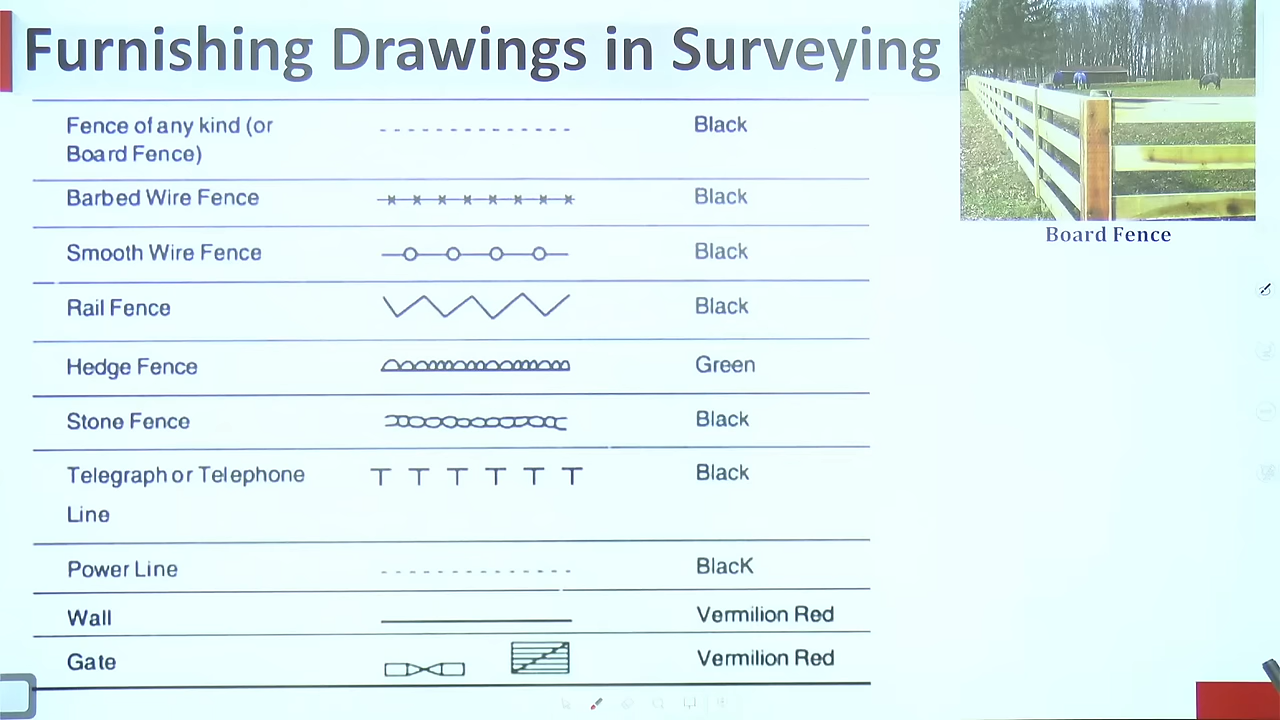 Furnishing Drawings in Surveying
Fence of any kind (or
Board Fence)
Black
Barbed Wire Fence
Black
Smooth Wire Fence
Black
Rail Fence
Black
Hedge Fence
Green
Stone Fence
Black
Telegraph or Telephone
Line
T T T T T T
Black
Power Line
BlacK
Wall
Vermilion Red
Gate
Vermilion Red
Board Fence